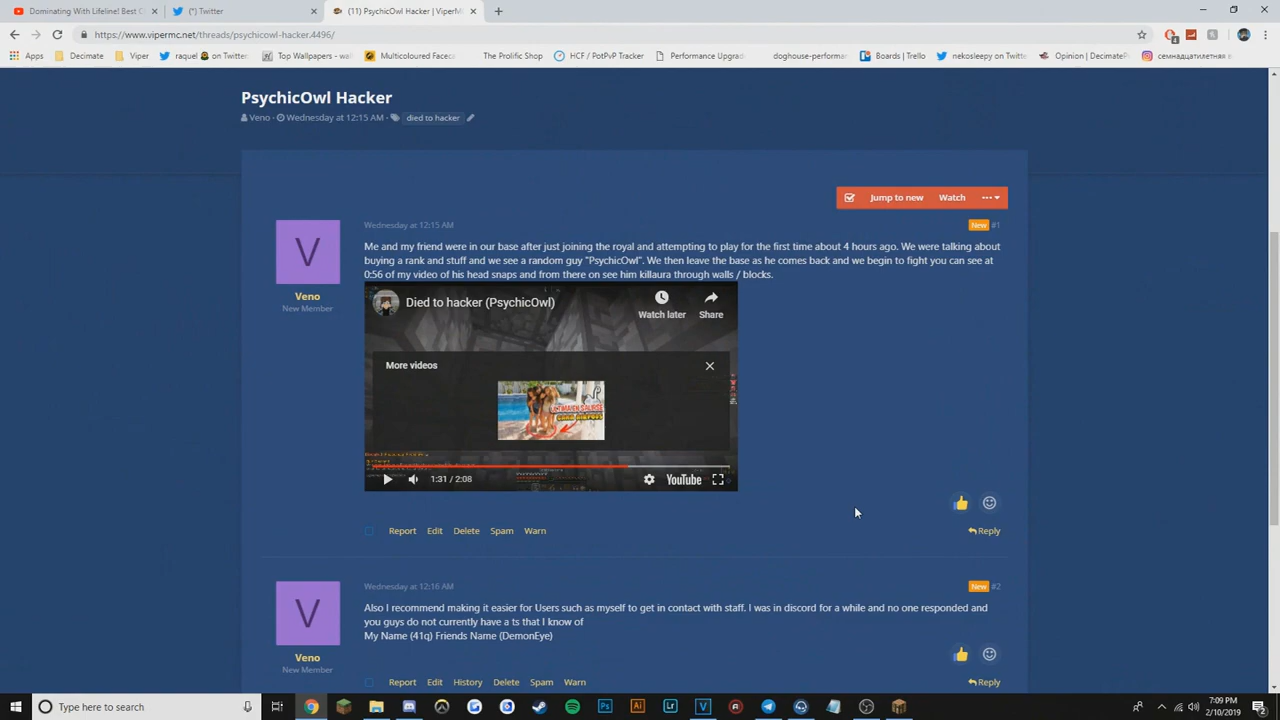 Dominating With Lifeline! Best C
(*) Twitter
(11) PsychicOwl Hacker | ViperMC
https://www.vipermc.net/threads/psychicowl-hacker.4496/
Apps
Decimate
Viper
raquel on Twitter
Top Wallpapers - wall
Multicoloured Faceca
The Prolific Shop
HCF / PotPvP Tracker
Performance Upgrad
doghouse-performan
Boards | Trello
nekosleepy on Twitter
Opinion | DecimateP
семнадцатилетняя
PsychicOwl Hacker
Veno · Wednesday at 12:15 AM · died to hacker
Jump to new
Watch
V
Veno
New Member
Wednesday at 12:15 AM
New #1
Me and my friend were in our base after just joining the royal and attempting to play for the first time about 4 hours ago. We were talking about
buying a rank and stuff and we see a random guy "PsychicOwl". We then leave the base as he comes back and we begin to fight you can see at
0:56 of my video of his head snaps and from there on see him killaura through walls / blocks.
Died to hacker (PsychicOwl)
Watch later
Share
More videos
1:31 / 2:08
YouTube
Report Edit Delete Spam Warn
Reply
V
Veno
New Member
Wednesday at 12:16 AM
New #2
Also I recommend making it easier for Users such as myself to get in contact with staff. I was in discord for a while and no one responded and
you guys do not currently have a ts that I know of
My Name (41q) Friends Name (DemonEye)
Report Edit History Delete Spam Warn
Reply
Type here to search
7:09 PM
2/10/2019